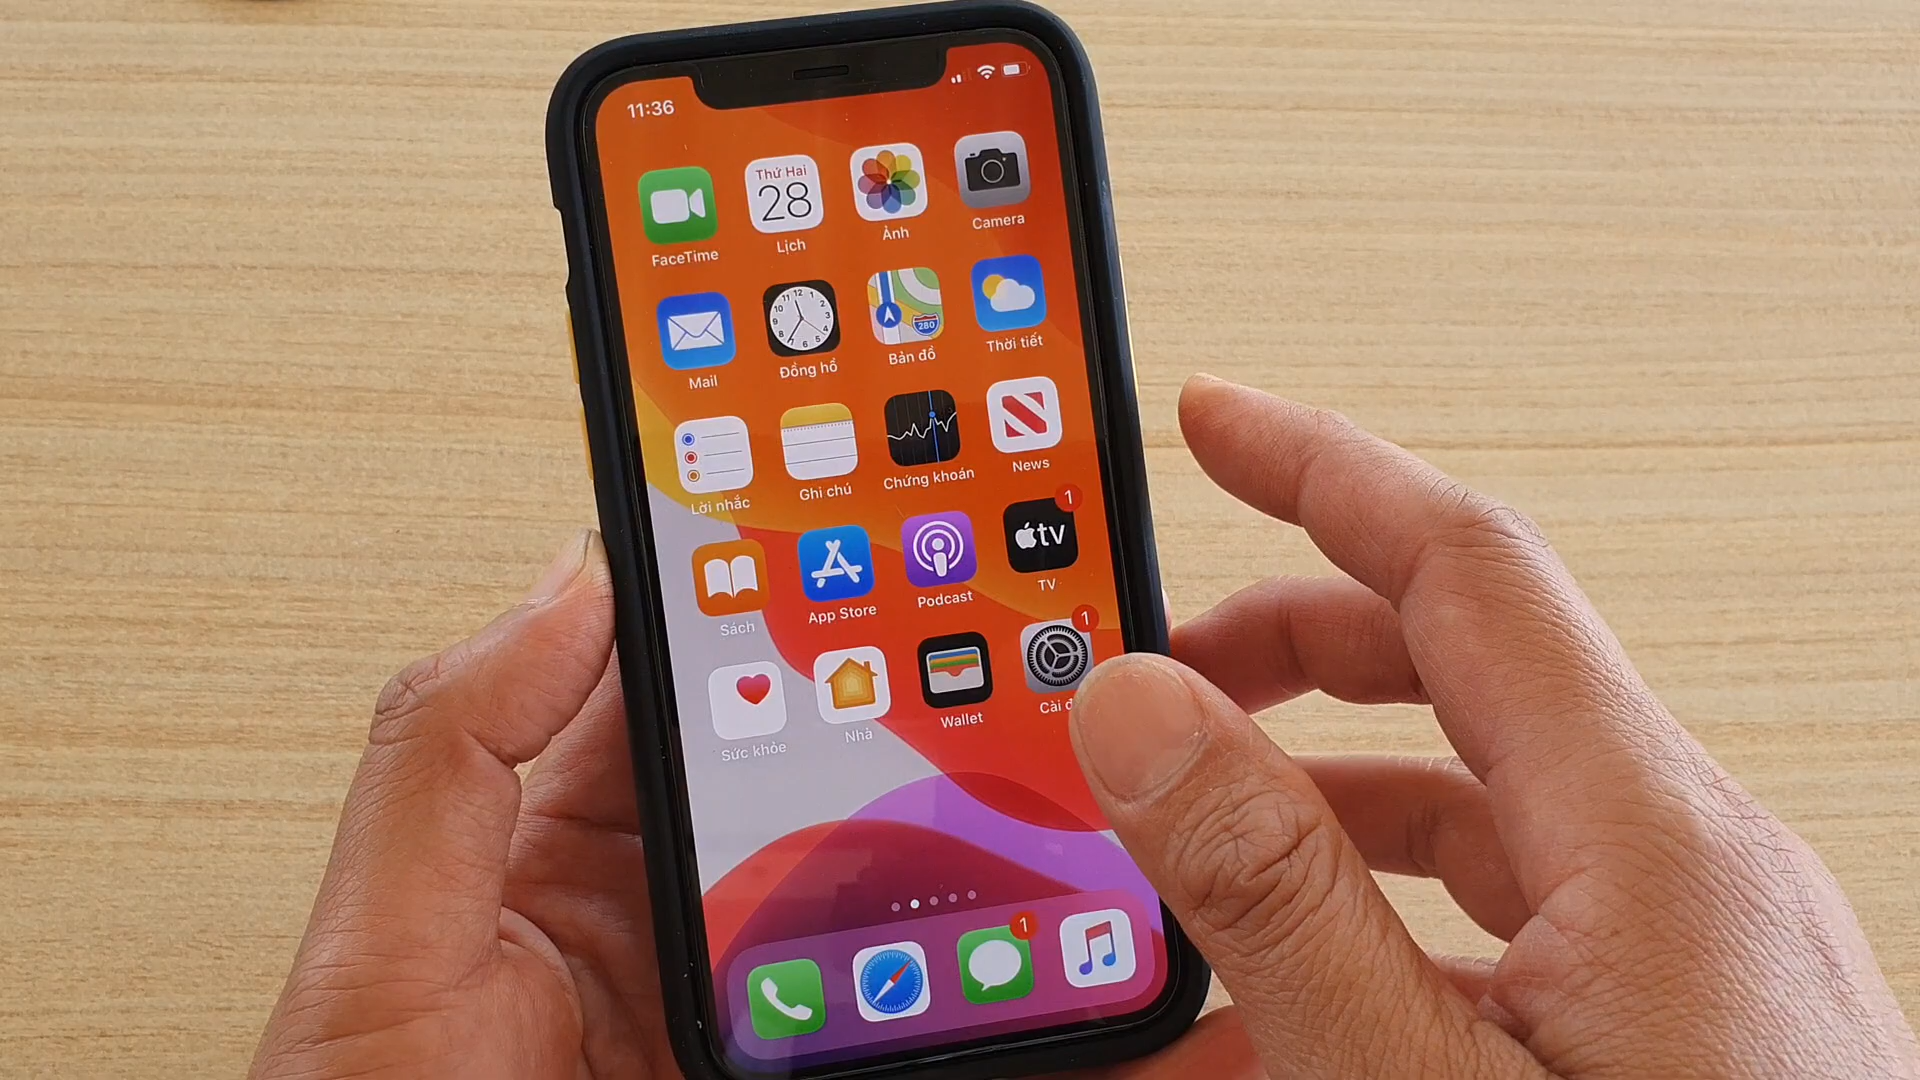 11:36
Thứ Hai
28
FaceTime
Lịch
Ảnh
Camera
280
Mail
Đồng hồ
Bản đồ
Thời tiết
Lời nhắc
Ghi chú
Chứng khoán
News
1
tv
Sách
App Store
Podcast
TV
1
Sức khỏe
Nhà
Wallet
Cài
1